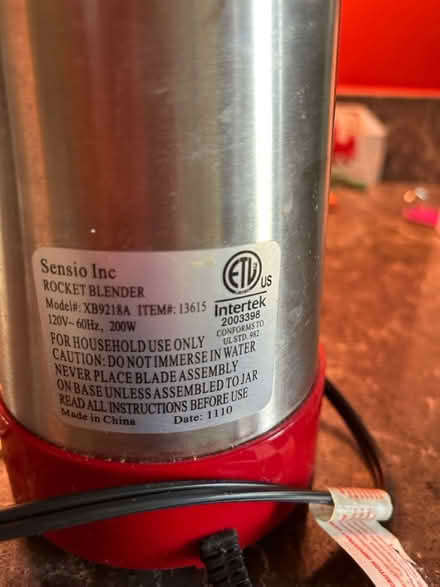 Sensio Inc
ROCKET BLENDER
Model#: XB9218A ITEM#: 13615
120V~ 60Hz, 200W
ETL US
Intertek
2003398
CONFORMS TO
UL STD. 982
FOR HOUSEHOLD USE ONLY
CAUTION: DO NOT IMMERSE IN WATER
NEVER PLACE BLADE ASSEMBLY
ON BASE UNLESS ASSEMBLED TO JAR
READ ALL INSTRUCTIONS BEFORE USE
Made in China Date: 1110